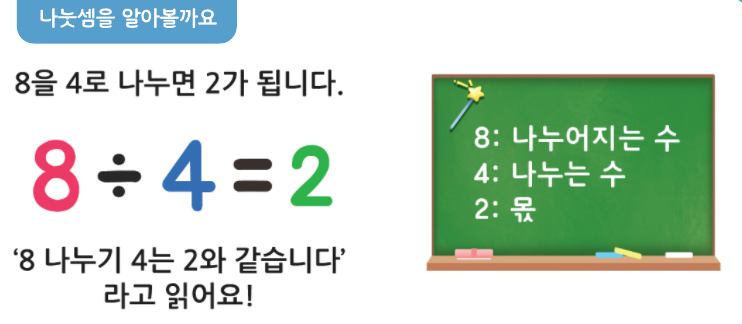 나눗셈을 알아볼까요
8을 4로 나누면 2가 됩니다.
8÷4=2
‘8 나누기 4는 2와 같습니다’
라고 읽어요!
8: 나누어지는 수
4: 나누는 수
2: 몫